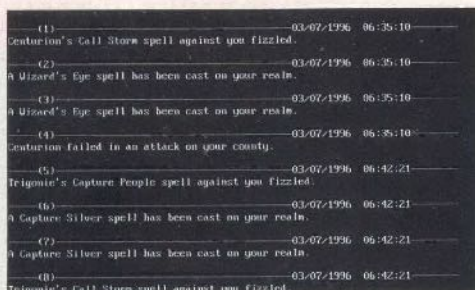 (1) 03/07/1996 06:35:10
Centurion's Call Storm spell against you fizzled.
(2) 03/07/1996 06:35:10
A Wizard's Eye spell has been cast on your realm.
(3) 03/07/1996 06:35:10
A Wizard's Eye spell has been cast on your realm.
(4) 03/07/1996 06:35:10
Centurion failed in an attack on your county.
(5) 03/07/1996 06:42:21
Trigonie's Capture People spell against you fizzled.
(6) 03/07/1996 06:42:21
A Capture Silver spell has been cast on your realm.
(7) 03/07/1996 06:42:21
A Capture Silver spell has been cast on your realm.
(8) 03/07/1996 06:42:21
Trigonie's Call Storm spell against you fizzled